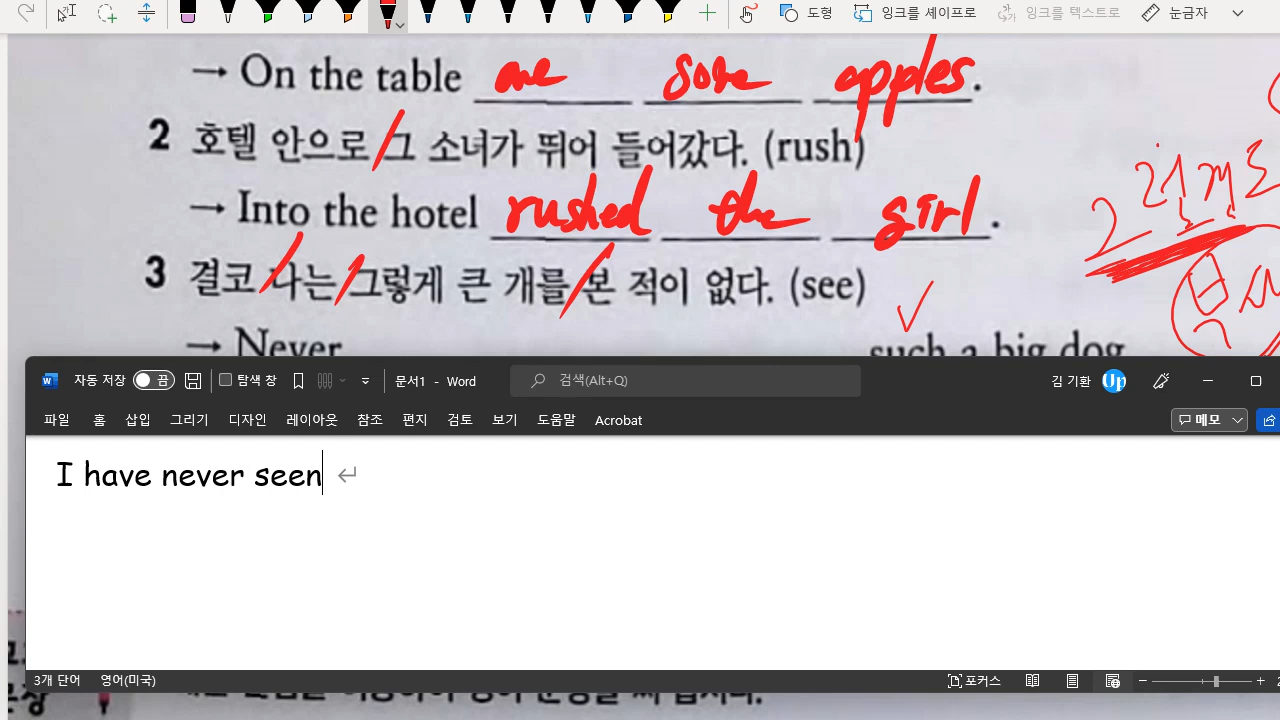 도형 잉크를 셰이프로 잉크를 텍스트로 눈금자
→ On the table are some apples.
2 호텔 안으로 / 그 소녀가 뛰어 들어갔다. (rush)
→ Into the hotel rushed the girl.
3 결코 / 나는 / 그렇게 큰 개를 / 본 적이 없다. (see)
→ Never such a big dog
자동 저장 끔 탐색 창 문서1 - Word 검색(Alt+Q) 김 기환 Up
파일 홈 삽입 그리기 디자인 레이아웃 참조 편지 검토 보기 도움말 Acrobat 메모
I have never seen
3개 단어 영어(미국) 포커스